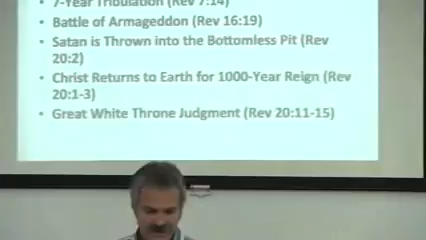 • 7-Year Tribulation (Rev 7:14)
• Battle of Armageddon (Rev 16:19)
• Satan is Thrown into the Bottomless Pit (Rev
20:2)
• Christ Returns to Earth for 1000-Year Reign (Rev
20:1-3)
• Great White Throne Judgment (Rev 20:11-15)